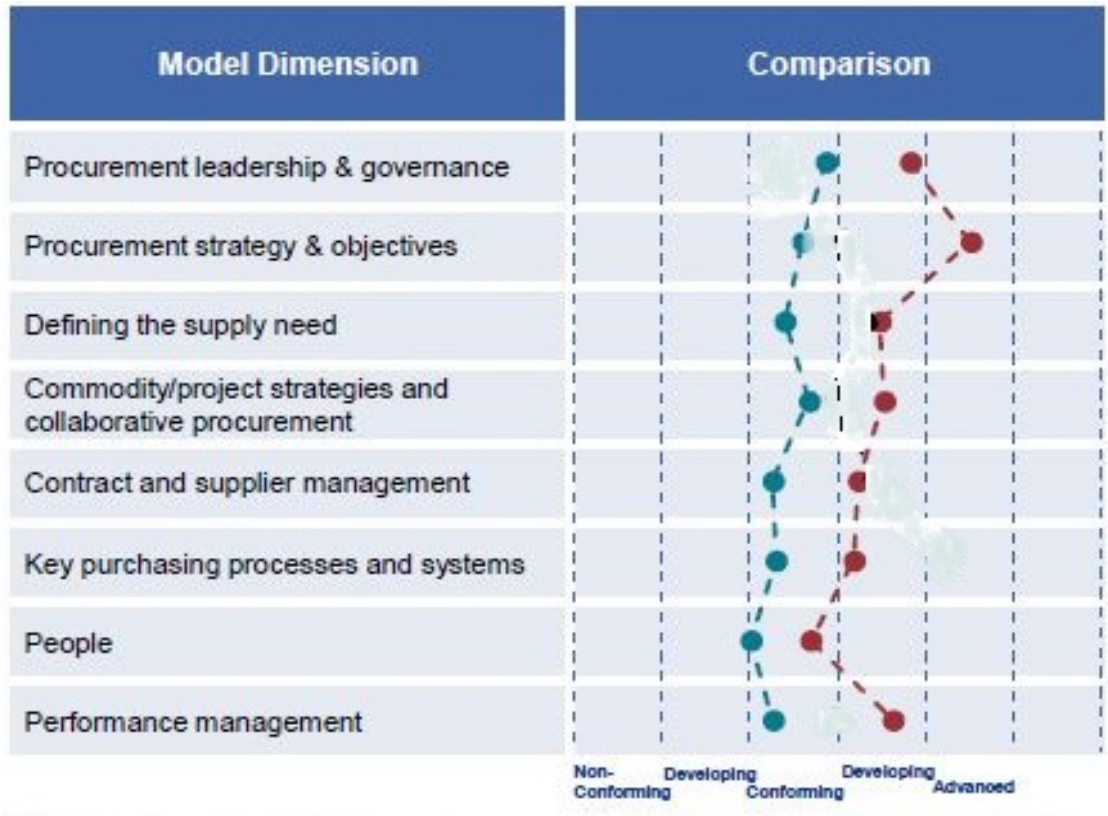 Model Dimension
Comparison
Procurement leadership & governance
Procurement strategy & objectives
Defining the supply need
Commodity/project strategies and
collaborative procurement
Contract and supplier management
Key purchasing processes and systems
People
Performance management
Non-
Conforming
Developing
Conforming
Developing
Advanced